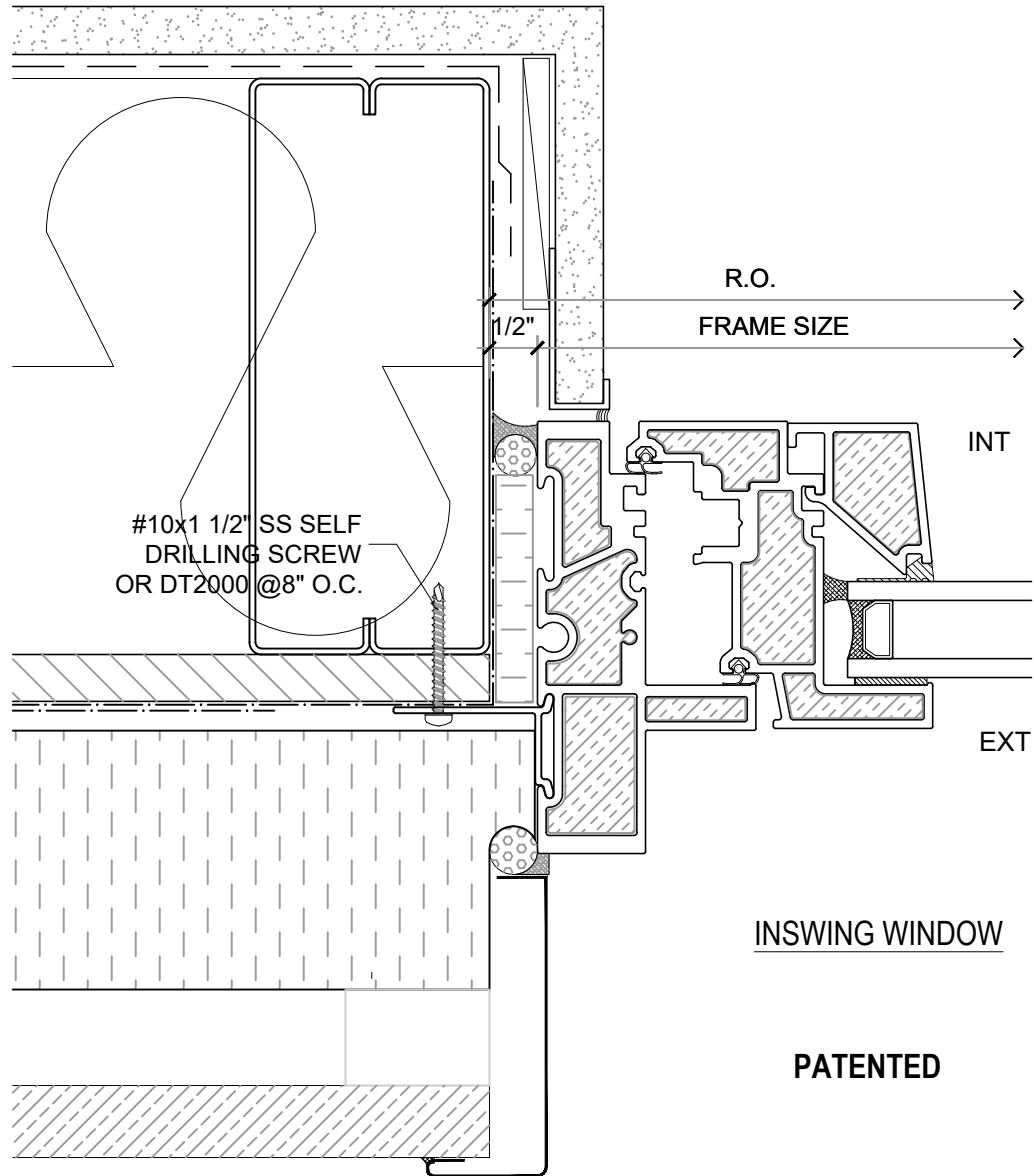 R.O.
1/2"
FRAME SIZE
INT
#10x1 1/2" SS SELF
DRILLING SCREW
OR DT2000 @8" O.C.
EXT
INSWING WINDOW
PATENTED